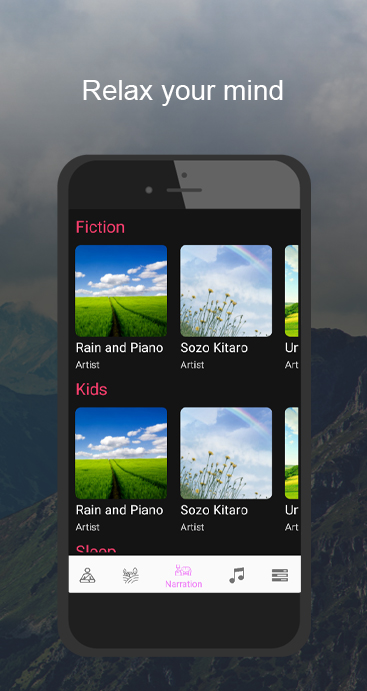 Relax your mind
Fiction
Rain and Piano
Sozo Kitaro
Ur
Artist
Artist
Art
Kids
Rain and Piano
Sozo Kitaro
Ur
Artist
Artist
Art
Sleep
Narration